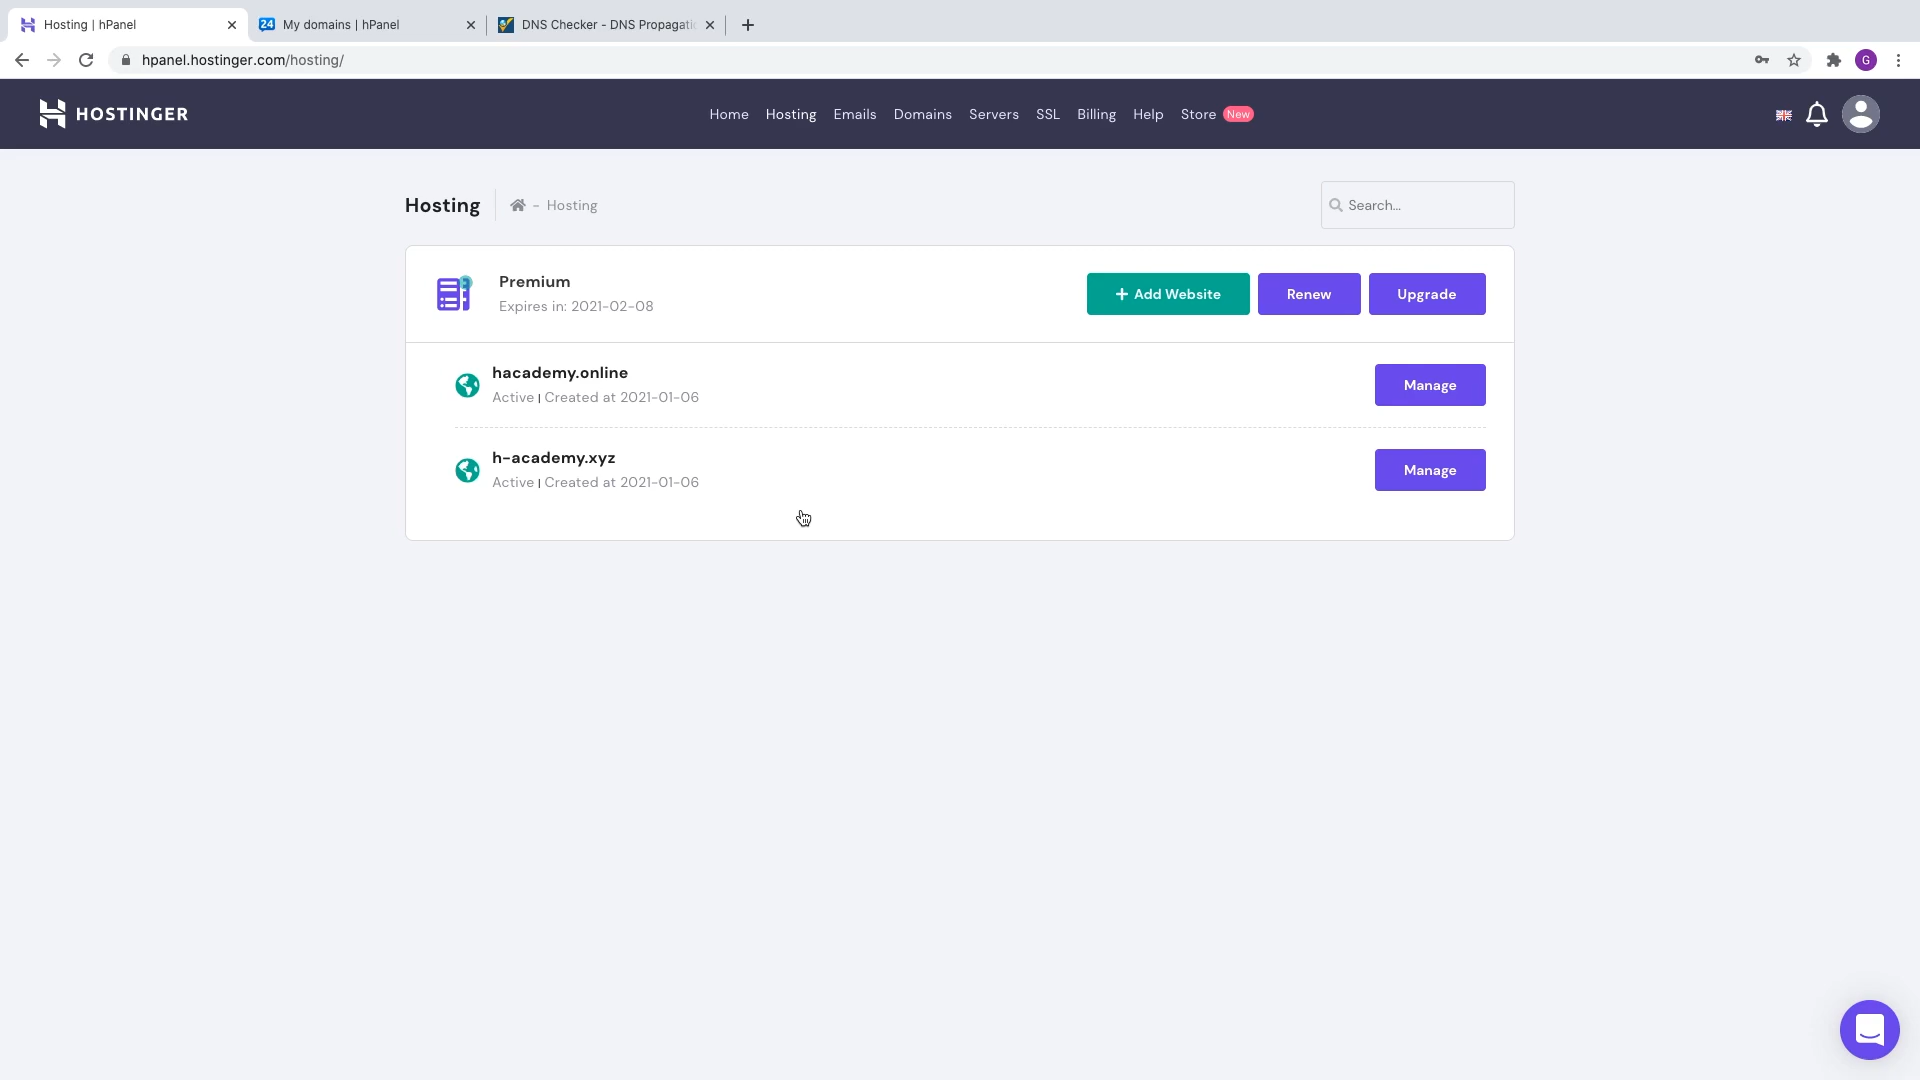 Hosting | hPanel
24 My domains | hPanel
DNS Checker - DNS Propagati
hpanel.hostinger.com/hosting/
G
HOSTINGER
Home Hosting Emails Domains Servers SSL Billing Help Store New
Hosting
- Hosting
Search...
Premium
Expires in: 2021-02-08
+ Add Website
Renew
Upgrade
hacademy.online
Active | Created at 2021-01-06
Manage
h-academy.xyz
Active | Created at 2021-01-06
Manage